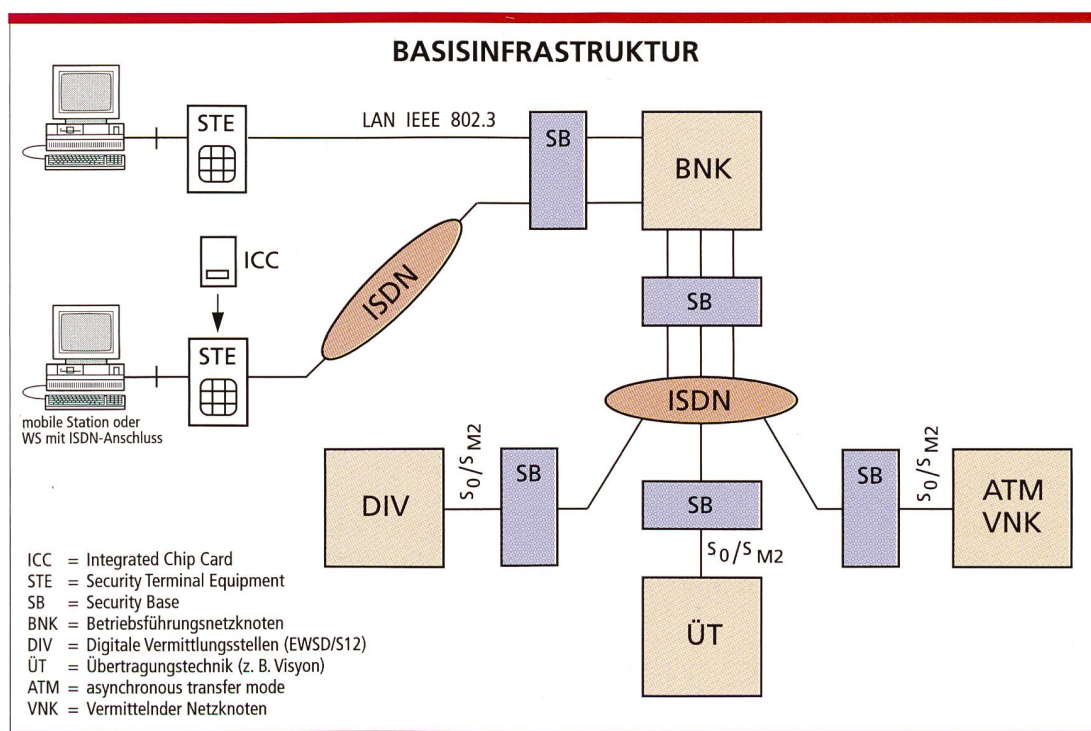 BASISINFRASTRUKTUR
STE
LAN IEEE 802.3
SB
BNK
ICC
ISDN
STE
SB
ISDN
mobile Station oder
WS mit ISDN-Anschluss
DIV
S0/SM2
SB
SB
S0/SM2
ÜT
SB
S0/SM2
ATM
VNK
ICC = Integrated Chip Card
STE = Security Terminal Equipment
SB = Security Base
BNK = Betriebsführungsnetzknoten
DIV = Digitale Vermittlungsstellen (EWSD/S12)
ÜT = Übertragungstechnik (z. B. Visyon)
ATM = asynchronous transfer mode
VNK = Vermittelnder Netzknoten